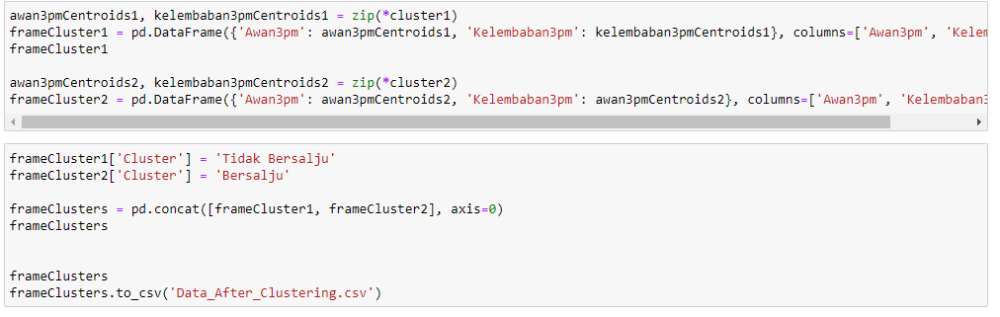 awan3pmCentroids1, kelembaban3pmCentroids1 = zip(*cluster1)
frameCluster1 = pd.DataFrame({'Awan3pm': awan3pmCentroids1, 'Kelembaban3pm': kelembaban3pmCentroids1}, columns=['Awan3pm', 'Kelem
frameCluster1
awan3pmCentroids2, kelembaban3pmCentroids2 = zip(*cluster2)
frameCluster2 = pd.DataFrame({'Awan3pm': awan3pmCentroids2, 'Kelembaban3pm': awan3pmCentroids2}, columns=['Awan3pm', 'Kelembaban3
frameCluster1['Cluster'] = 'Tidak Bersalju'
frameCluster2['Cluster'] = 'Bersalju'
frameClusters = pd.concat([frameCluster1, frameCluster2], axis=0)
frameClusters
frameClusters
frameClusters.to_csv('Data_After_Clustering.csv')